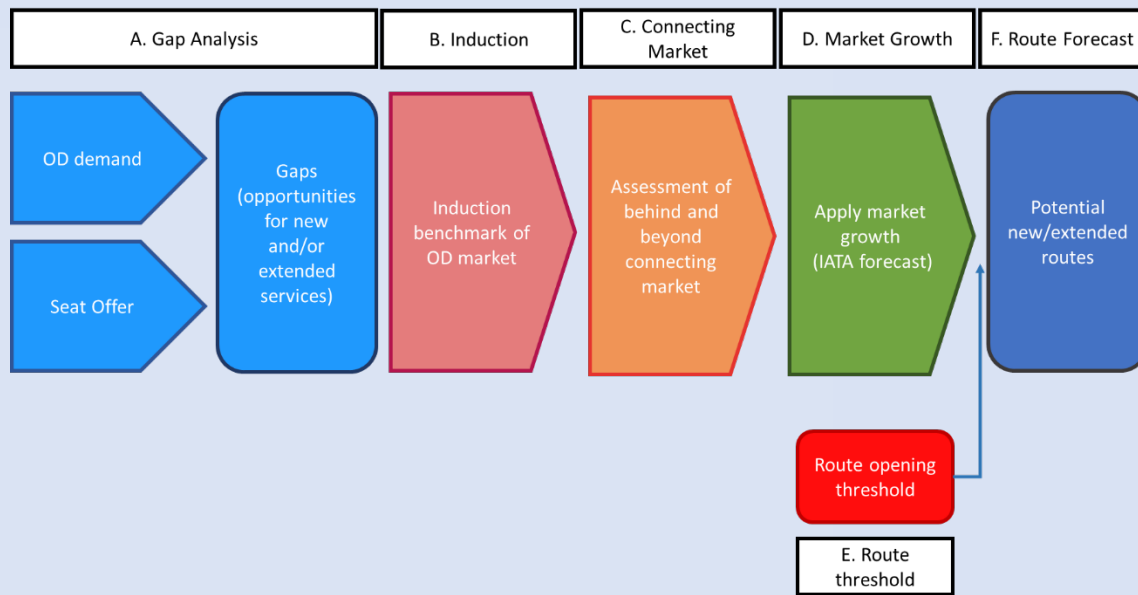 A. Gap Analysis
B. Induction
C. Connecting
Market
D. Market Growth
F. Route Forecast
OD demand
Seat Offer
Gaps
(opportunities
for new
and/or
extended
services)
Induction
benchmark of
OD market
Assessment of
behind and
beyond
connecting
market
Apply market
growth
(IATA forecast)
Potential
new/extended
routes
Route opening
threshold
E. Route
threshold